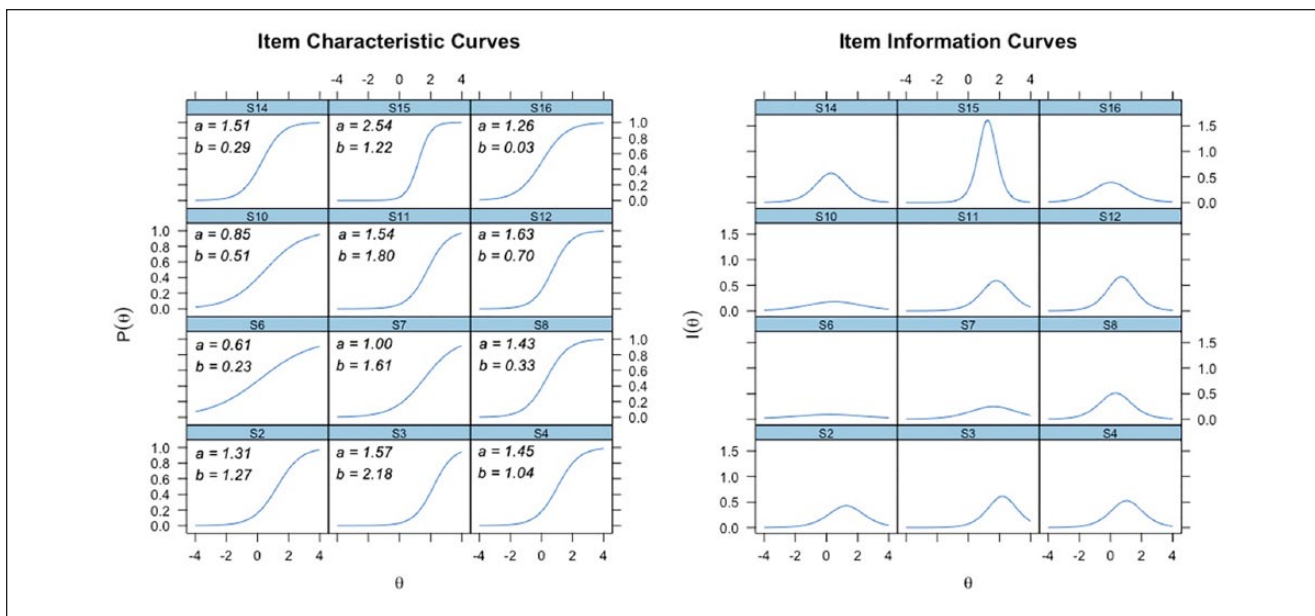 Item Characteristic Curves
-4 -2 0 2 4
S14 S15 S16
a = 1.51 a = 2.54 a = 1.26 1.0
b = 0.29 b = 1.22 b = 0.03 0.8
0.6
0.4
0.2
0.0
S10 S11 S12
1.0 a = 0.85 a = 1.54 a = 1.63
0.8 b = 0.51 b = 1.80 b = 0.70
0.6
0.4
0.2
0.0
P(θ)
S6 S7 S8
a = 0.61 a = 1.00 a = 1.43 1.0
b = 0.23 b = 1.61 b = 0.33 0.8
0.6
0.4
0.2
0.0
S2 S3 S4
1.0 a = 1.31 a = 1.57 a = 1.45
0.8 b = 1.27 b = 2.18 b = 1.04
0.6
0.4
0.2
0.0
-4 -2 0 2 4 -4 -2 0 2 4
θ
Item Information Curves
-4 -2 0 2 4
S14 S15 S16
1.5
1.0
0.5
0.0
S10 S11 S12
1.5
1.0
0.5
0.0
I(θ)
S6 S7 S8
1.5
1.0
0.5
0.0
S2 S3 S4
1.5
1.0
0.5
0.0
-4 -2 0 2 4 -4 -2 0 2 4
θ